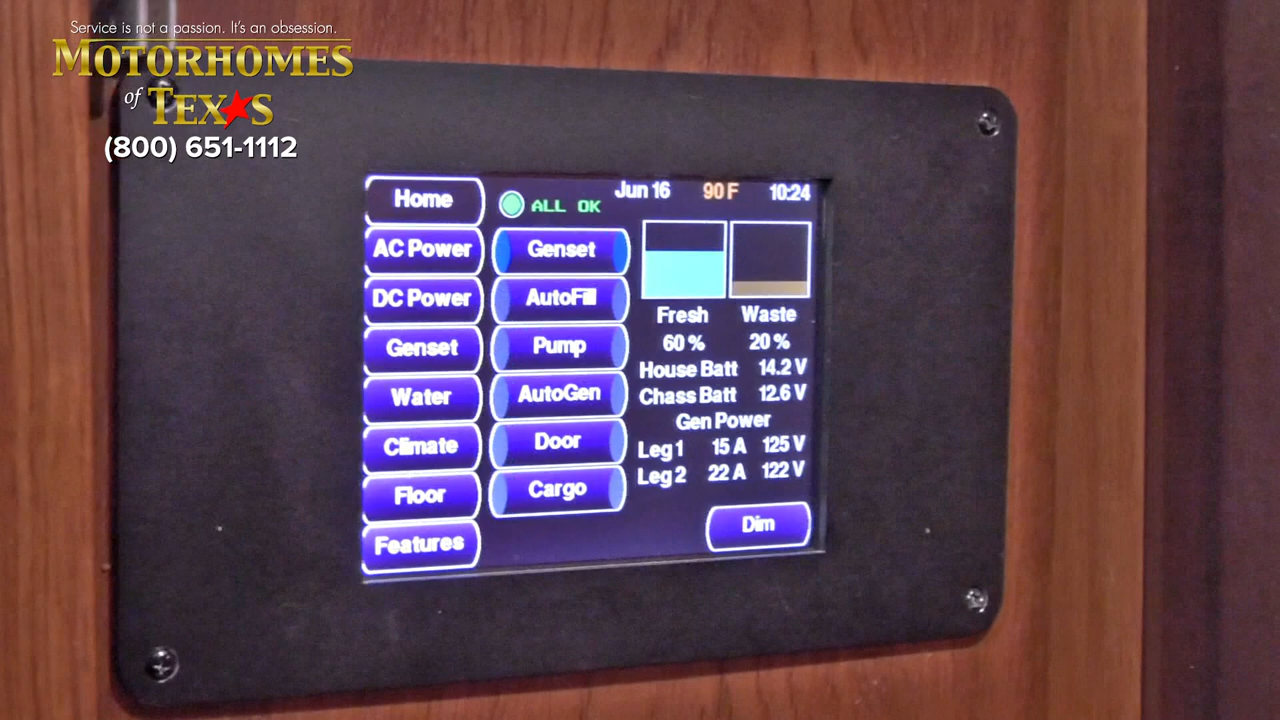 Service is not a passion. It's an obsession.
MOTORHOMES
of TEXAS
(800) 651-1112
Home
AC Power
DC Power
Genset
Water
Climate
Floor
Features
ALL OK
Genset
AutoFill
Pump
AutoGen
Door
Cargo
Jun 16 90 F 10:24
Fresh Waste
60 % 20 %
House Batt 14.2 V
Chass Batt 12.6 V
Gen Power
Leg 1 15 A 125 V
Leg 2 22 A 122 V
Dim